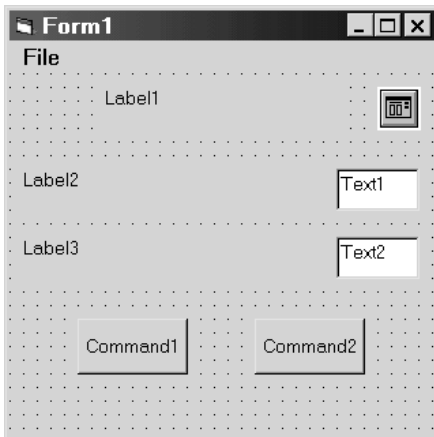 Form1
File
Label1
Label2
Text1
Label3
Text2
Command1
Command2